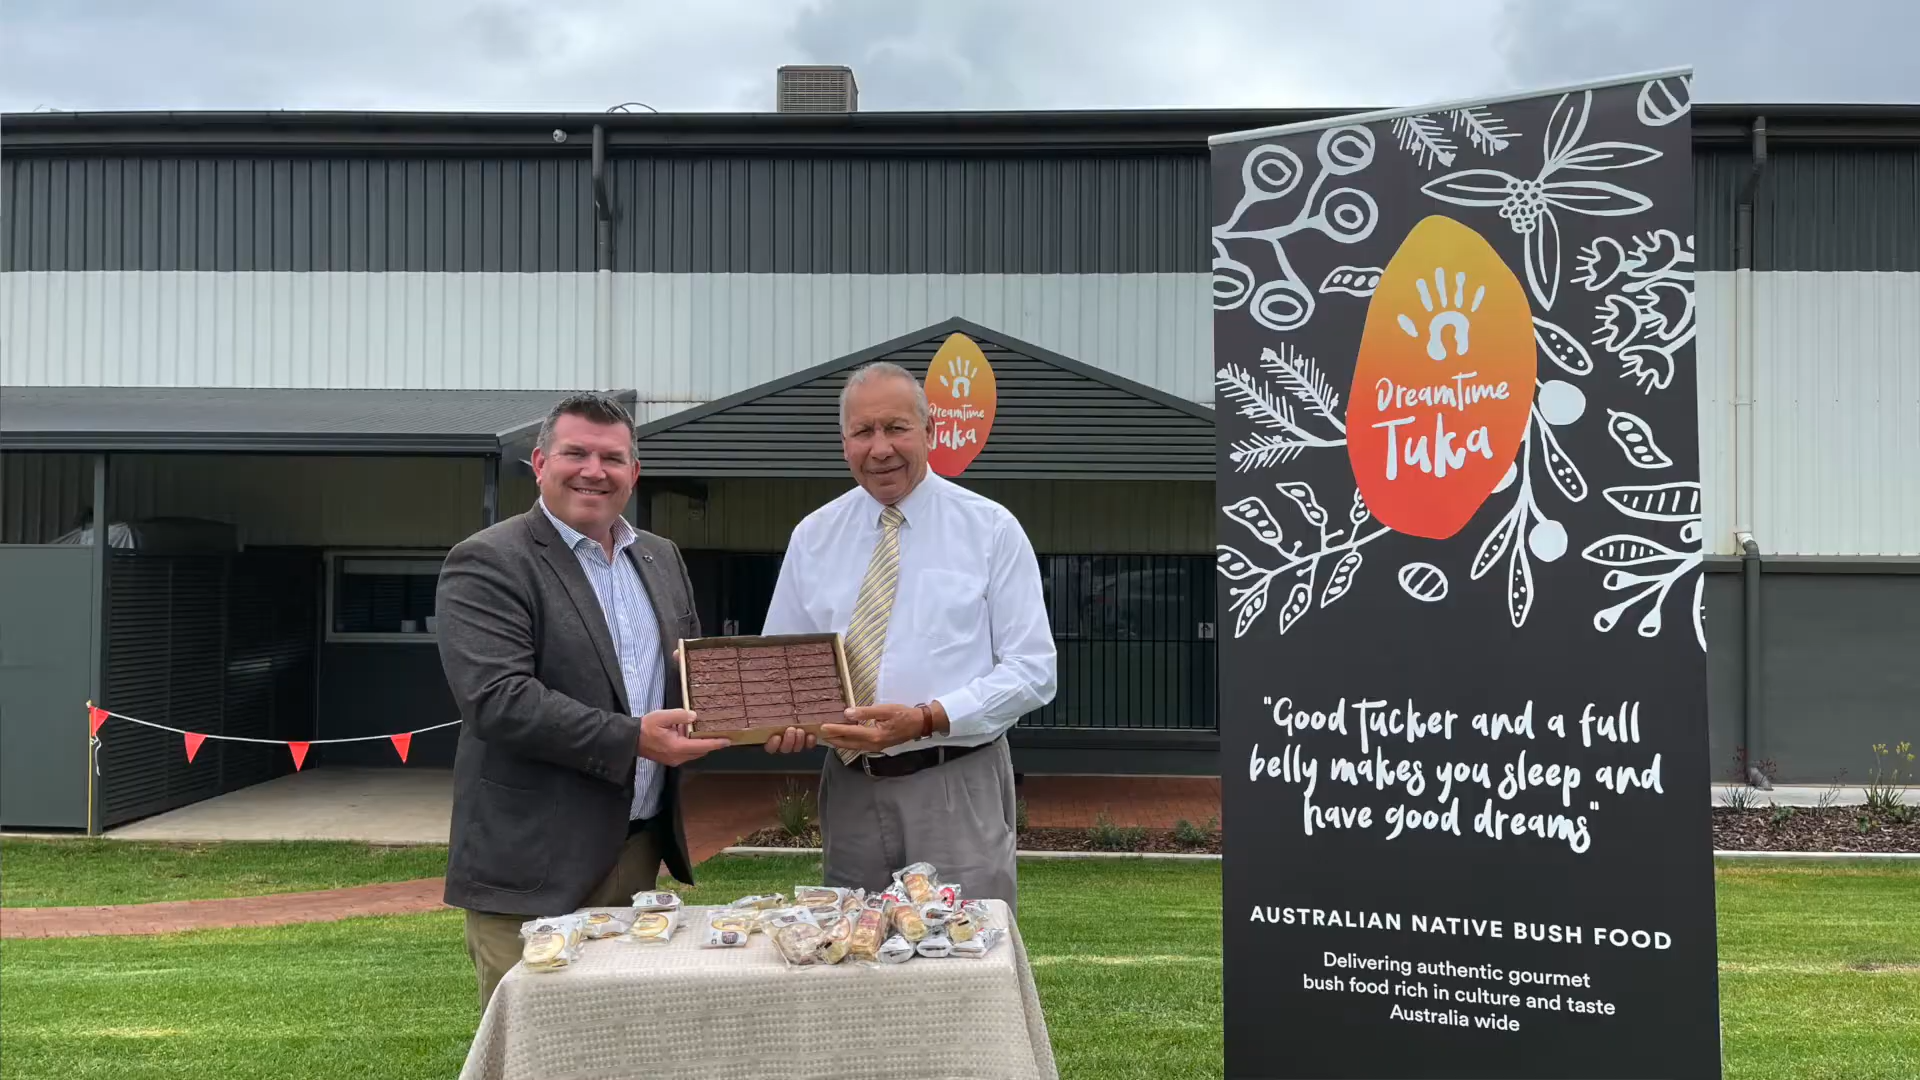 Dreamtime
Tuka
Dreamtime
Tuka
"Good Tucker and a full
belly makes you sleep and
have good dreams"
AUSTRALIAN NATIVE BUSH FOOD
Delivering authentic gourmet
bush food rich in culture and taste
Australia wide